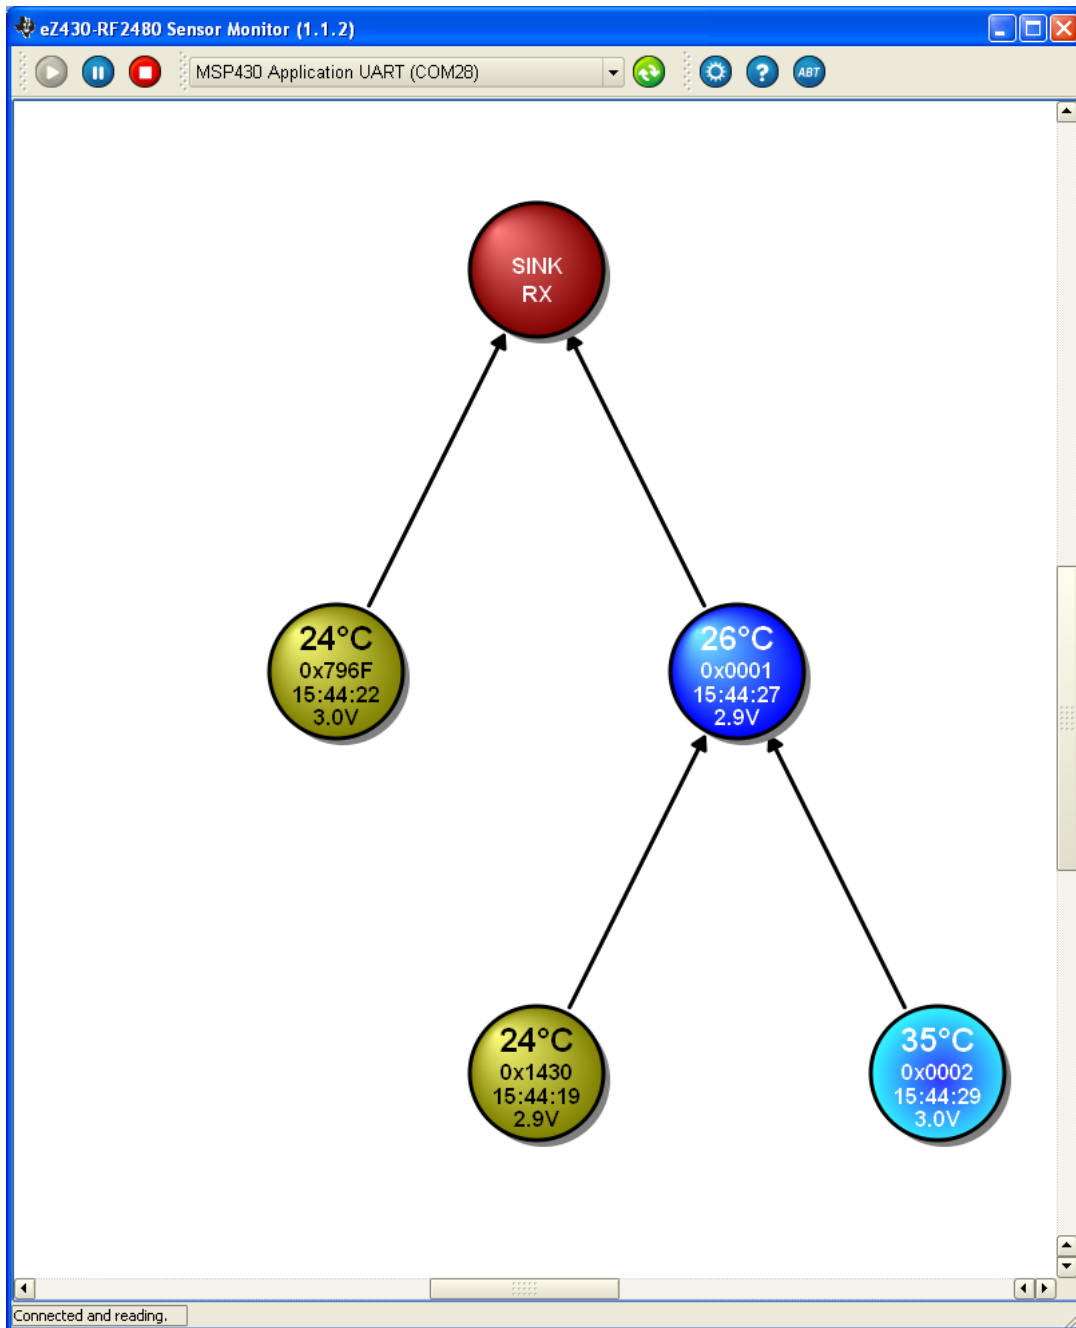 eZ430-RF2480 Sensor Monitor (1.1.2)
MSP430 Application UART (COM28)
?
ABT
SINK
RX
24°C
0x796F
15:44:22
3.0V
26°C
0x0001
15:44:27
2.9V
24°C
0x1430
15:44:19
2.9V
35°C
0x0002
15:44:29
3.0V
Connected and reading.